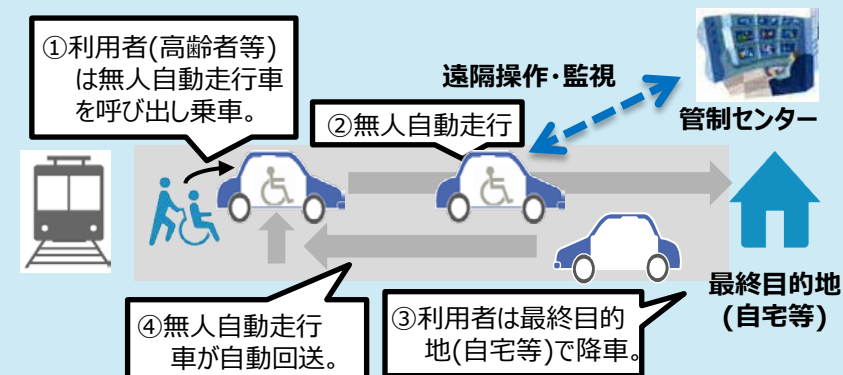 ①利用者(高齢者等)
は無人自動走行車
を呼び出し乗車。
遠隔操作・監視
②無人自動走行
管制センター
最終目的地
(自宅等)
④無人自動走行
車が自動回送。
③利用者は最終目的
地(自宅等)で降車。